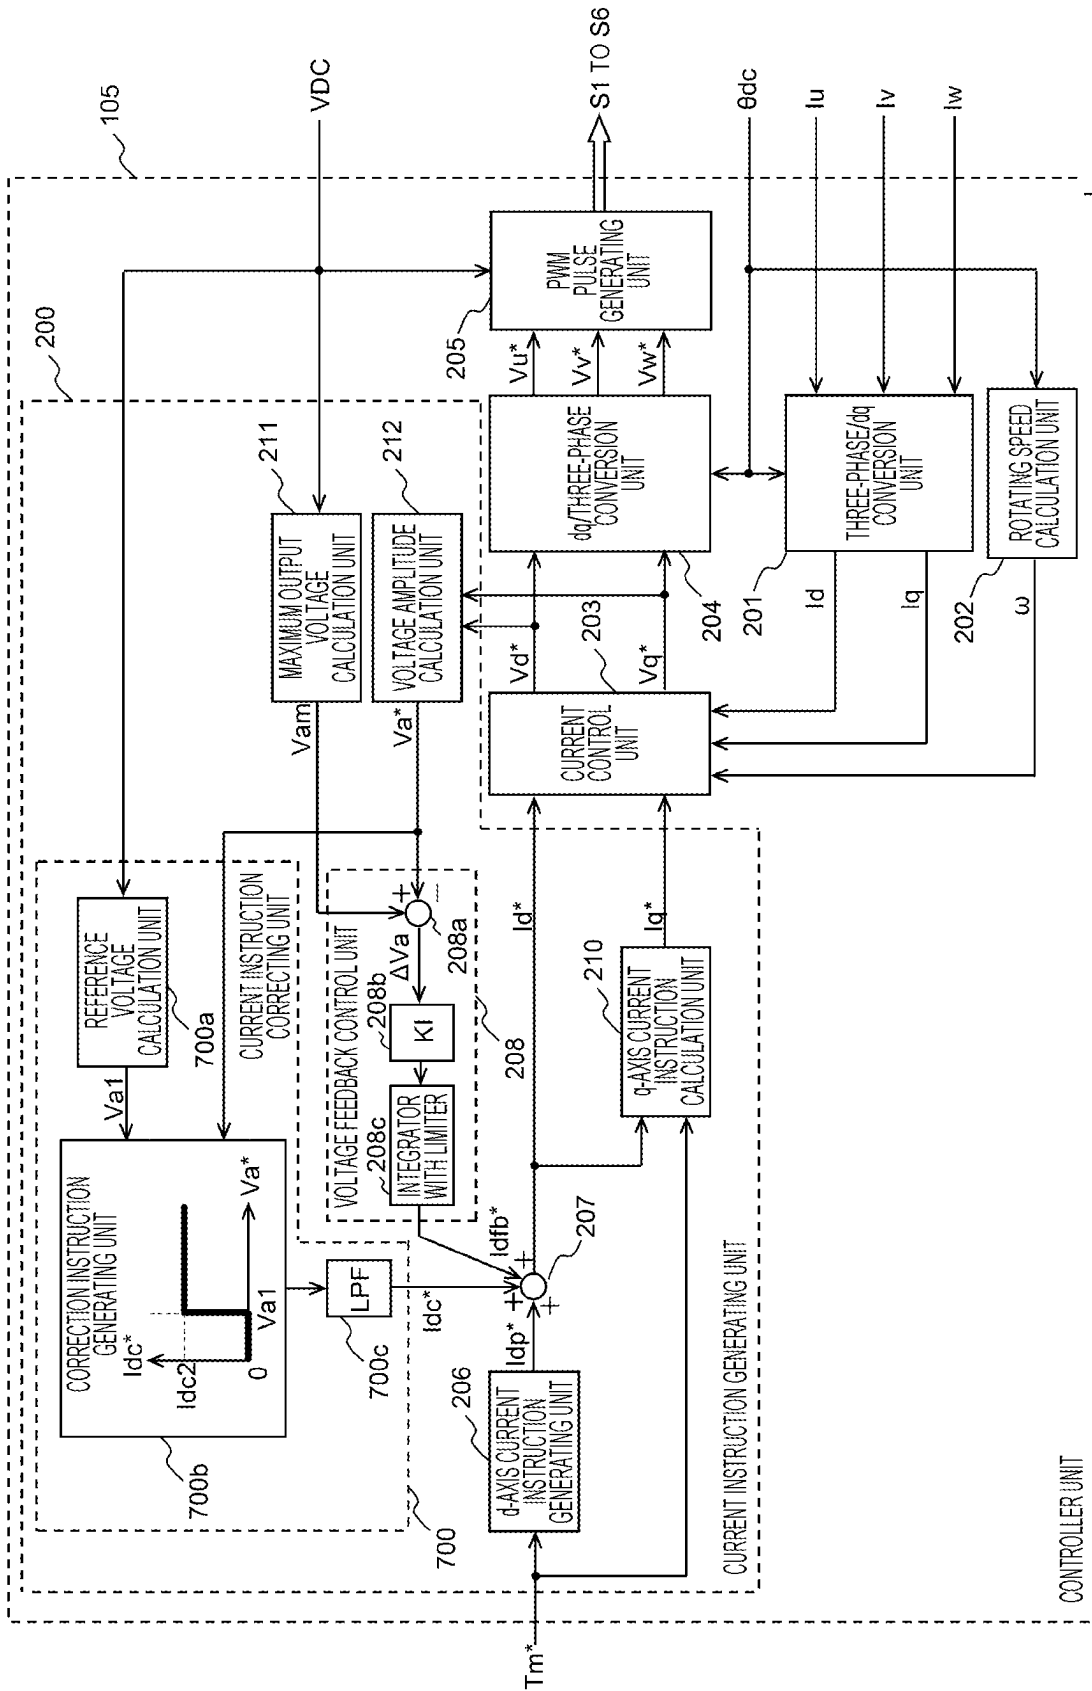 105
200
VDC
700
CURRENT INSTRUCTION
CORRECTING UNIT
700b
CORRECTION INSTRUCTION
GENERATING UNIT
Idc*
Idc2
0
Va1
Va*
Va1
REFERENCE
VOLTAGE
CALCULATION UNIT
700a
LPF
700c
Idc*
VOLTAGE FEEDBACK CONTROL UNIT
208c
INTEGRATOR
WITH LIMITER
208b
KI
ΔVa
+
−
208a
208
Idfb*
Vam
MAXIMUM OUTPUT
VOLTAGE
CALCULATION UNIT
211
Va*
VOLTAGE AMPLITUDE
CALCULATION UNIT
212
Tm*
206
d-AXIS CURRENT
INSTRUCTION
GENERATING UNIT
Idp*
+
+
+
207
Id*
210
q-AXIS CURRENT
INSTRUCTION
CALCULATION UNIT
Iq*
CURRENT INSTRUCTION GENERATING UNIT
CURRENT
CONTROL
UNIT
203
Vd*
Vq*
dq/THREE-PHASE
CONVERSION
UNIT
204
Vu*
Vv*
Vw*
205
PWM
PULSE
GENERATING
UNIT
S1 TO S6
θdc
Iu
Iv
Iw
Id
Iq
201
THREE-PHASE/dq
CONVERSION
UNIT
ω
202
ROTATING SPEED
CALCULATION UNIT
CONTROLLER UNIT